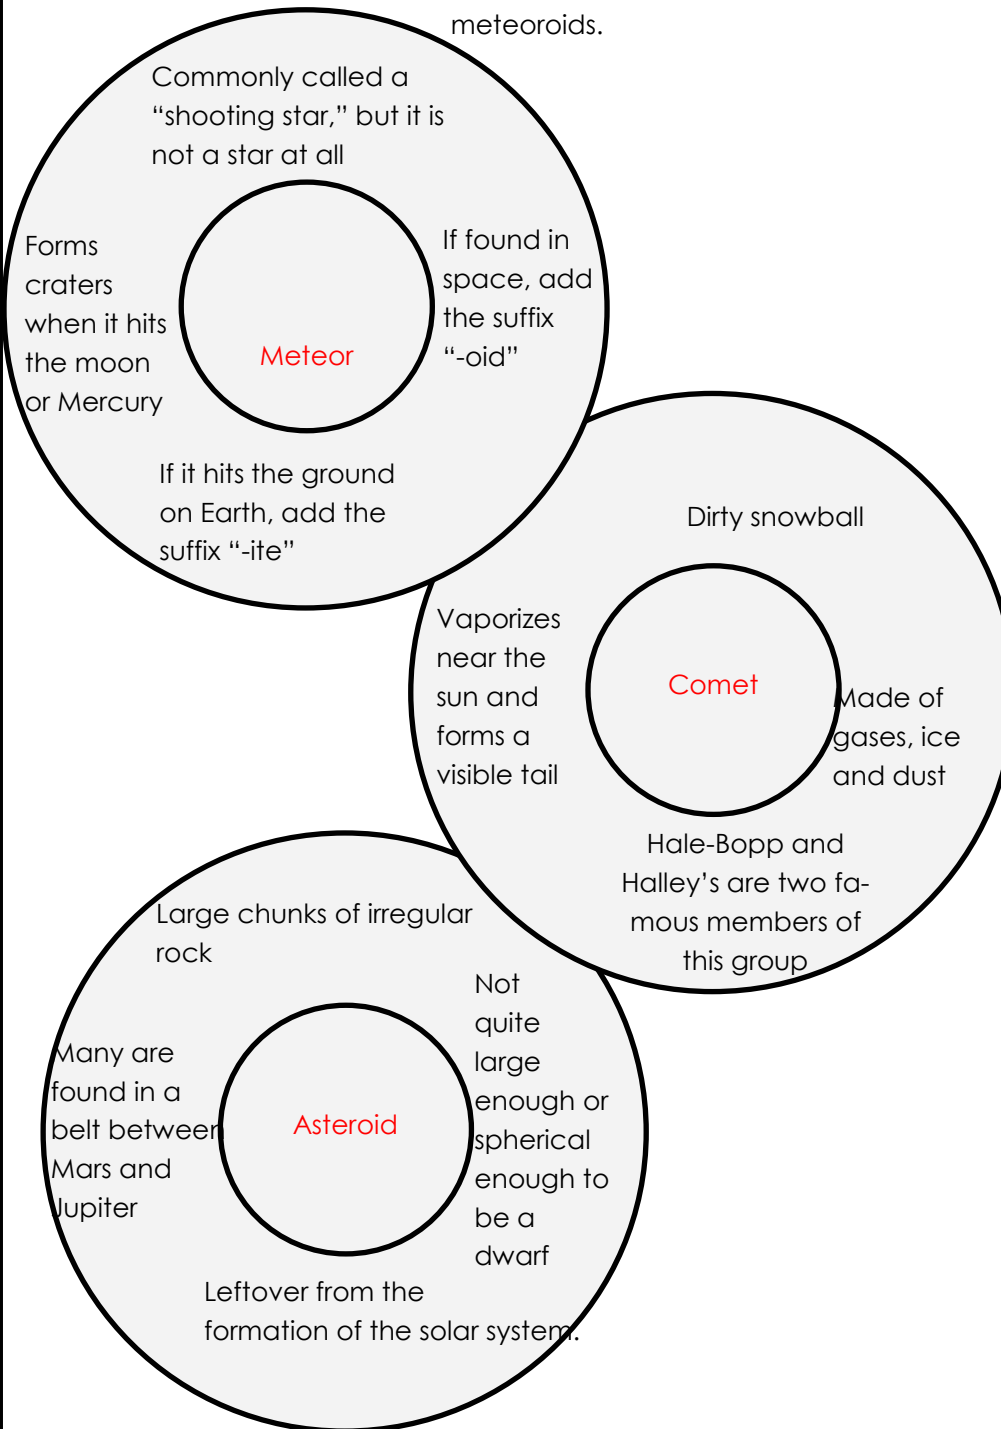 meteoroids.
Commonly called a
“shooting star,” but it is
not a star at all
Forms
craters
when it hits
the moon
or Mercury
If found in
space, add
the suffix
“-oid”
Meteor
If it hits the ground
on Earth, add the
suffix “-ite”
Dirty snowball
Vaporizes
near the
sun and
forms a
visible tail
Comet
Made of
gases, ice
and dust
Hale-Bopp and
Halley’s are two fa-
mous members of
this group
Large chunks of irregular
rock
Many are
found in a
belt between
Mars and
Jupiter
Asteroid
Not
quite
large
enough or
spherical
enough to
be a
dwarf
Leftover from the
formation of the solar system.